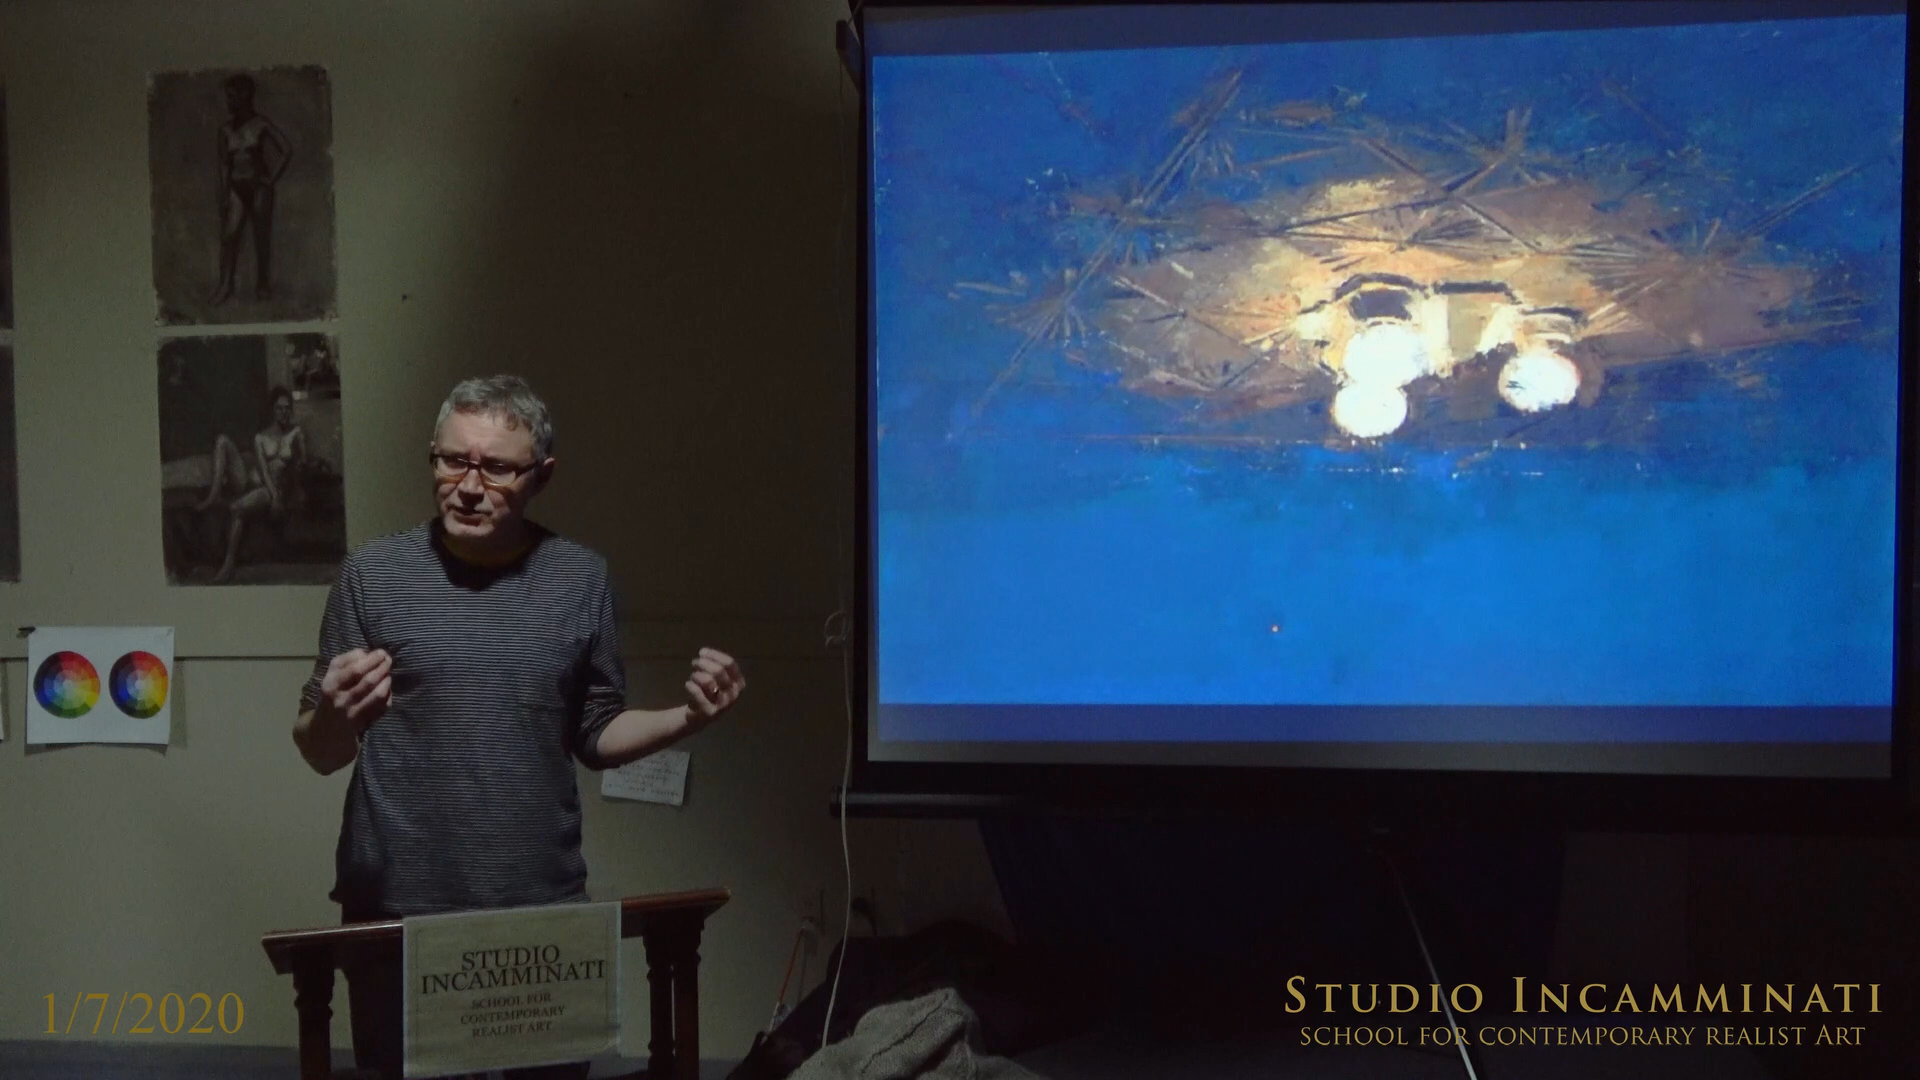 STUDIO
INCAMMINATI
SCHOOL FOR
CONTEMPORARY
REALIST ART
1/7/2020
STUDIO INCAMMINATI
SCHOOL FOR CONTEMPORARY REALIST ART